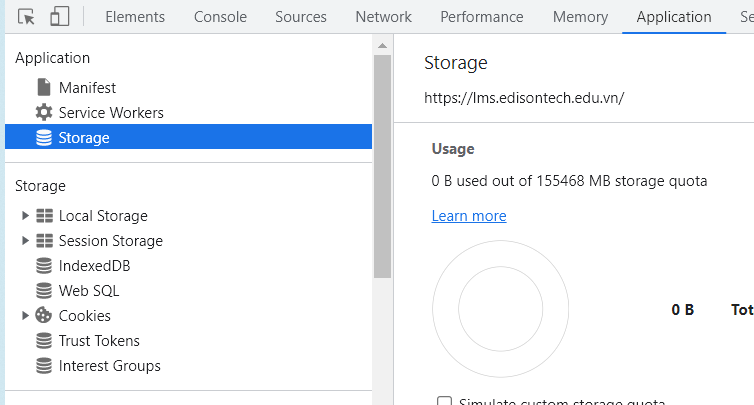 Elements Console Sources Network Performance Memory Application
Application
Manifest
Service Workers
Storage
Storage
Local Storage
Session Storage
IndexedDB
Web SQL
Cookies
Trust Tokens
Interest Groups
Storage
https://lms.edisontech.edu.vn/
Usage
0 B used out of 155468 MB storage quota
Learn more
0 B Tot
Simulate custom storage quota